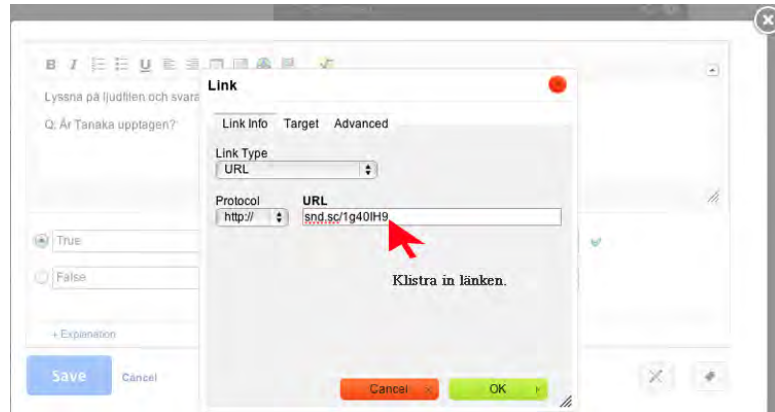 B I U
Lyssna på ljudfilen och svara
Q: Är Tanaka upptagen?
Link
Link Info Target Advanced
Link Type
URL
Protocol URL
http:// snd.sc/1g40IH9
Klistra in länken.
True
False
+ Explanation
Save Cancel
Cancel OK